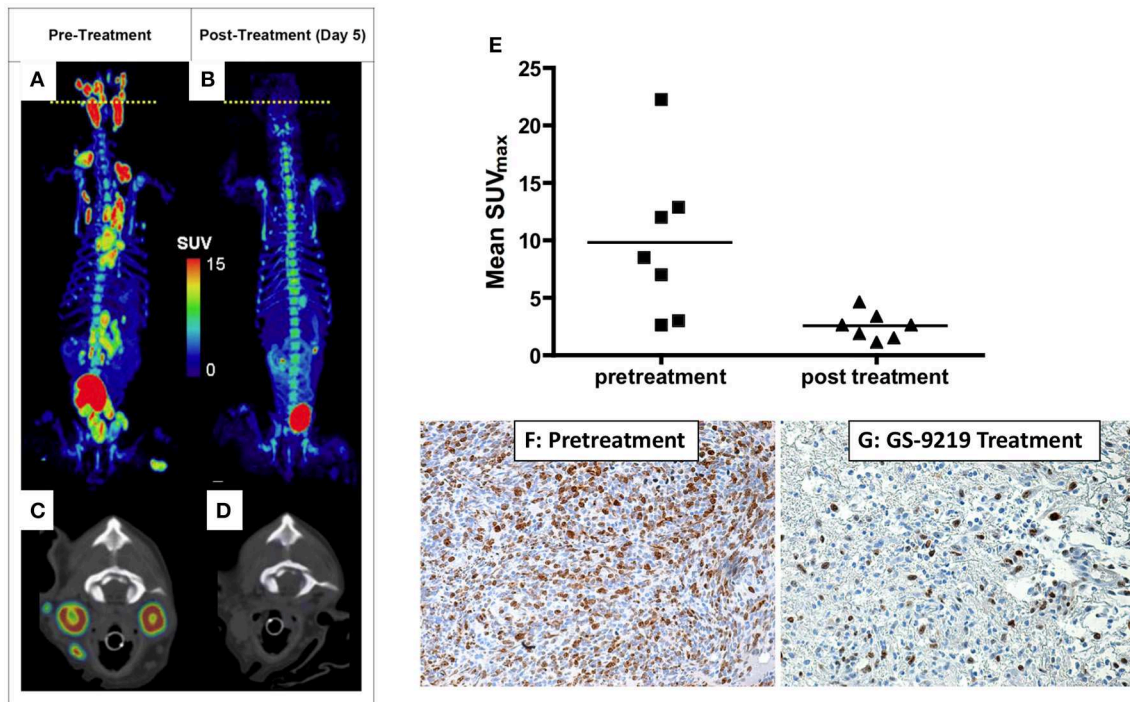 Pre-Treatment
Post-Treatment (Day 5)
A
B
SUV
15
0
C
D
E
Mean SUVmax
25
20
15
10
5
0
pretreatment
post treatment
F: Pretreatment
G: GS-9219 Treatment